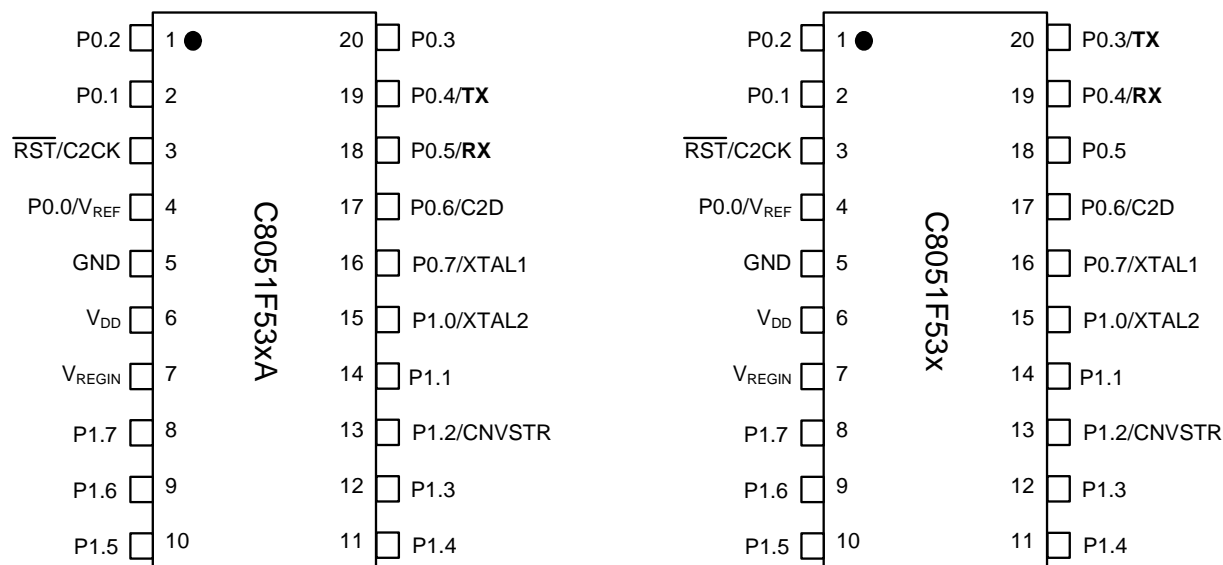 P0.2 1 20 P0.3
P0.1 2 19 P0.4/TX
RST/C2CK 3 18 P0.5/RX
P0.0/VREF 4 17 P0.6/C2D
GND 5 16 P0.7/XTAL1
VDD 6 15 P1.0/XTAL2
VREGIN 7 14 P1.1
P1.7 8 13 P1.2/CNVSTR
P1.6 9 12 P1.3
P1.5 10 11 P1.4
C8051F53xA
P0.2 1 20 P0.3/TX
P0.1 2 19 P0.4/RX
RST/C2CK 3 18 P0.5
P0.0/VREF 4 17 P0.6/C2D
GND 5 16 P0.7/XTAL1
VDD 6 15 P1.0/XTAL2
VREGIN 7 14 P1.1
P1.7 8 13 P1.2/CNVSTR
P1.6 9 12 P1.3
P1.5 10 11 P1.4
C8051F53x